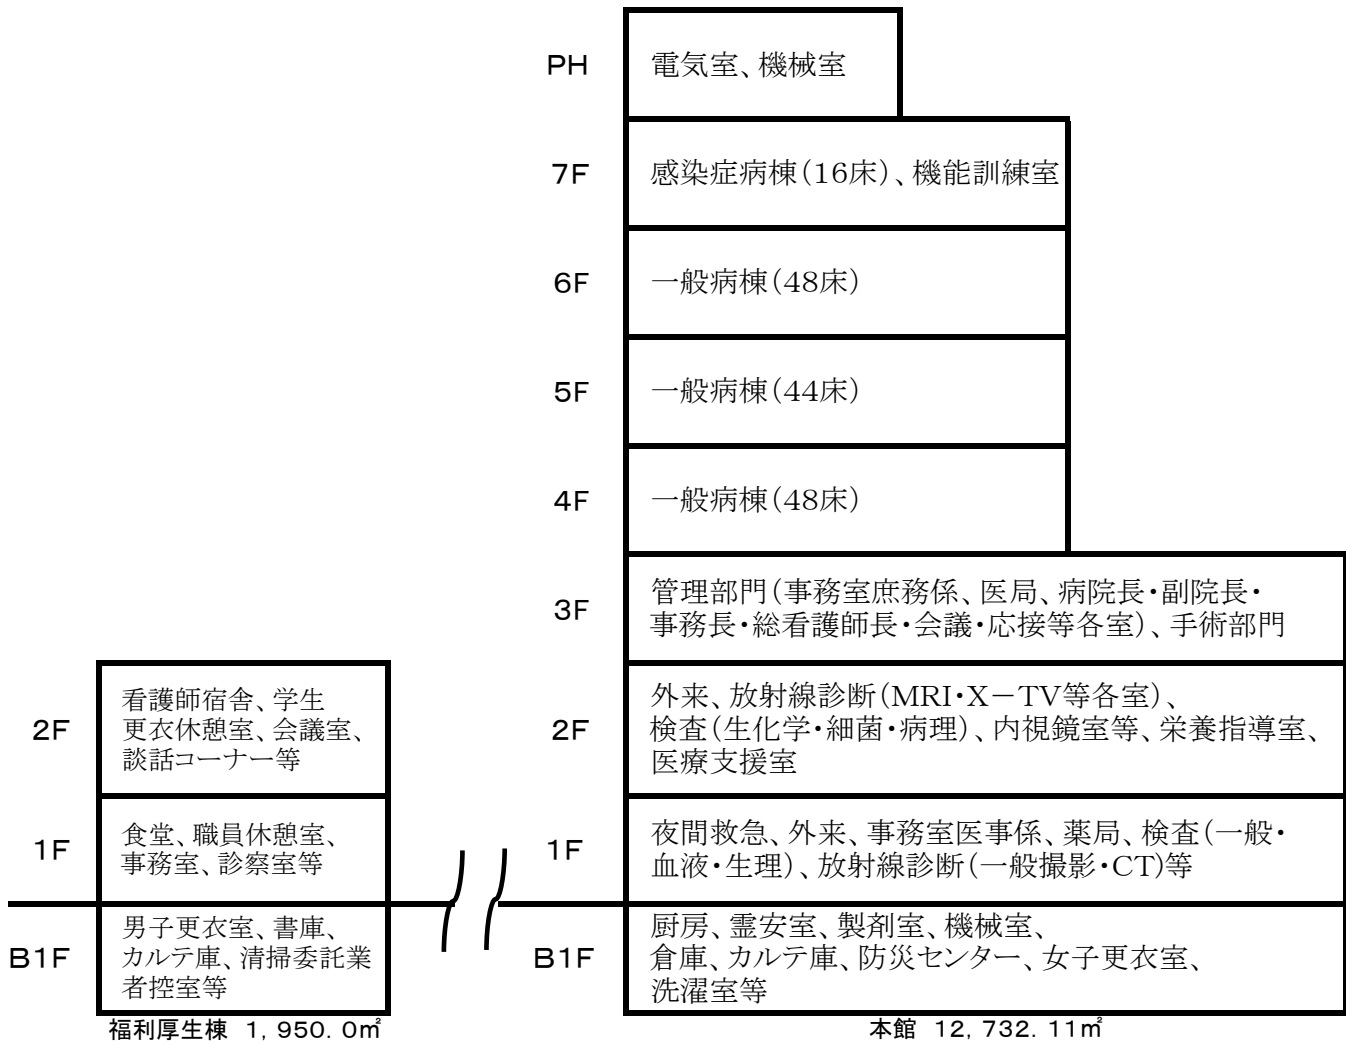 PH
電気室、機械室
7F
感染症病棟(16床)、機能訓練室
6F
一般病棟(48床)
5F
一般病棟(44床)
4F
一般病棟(48床)
3F
管理部門(事務室庶務係、医局、病院長・副院長・
事務長・総看護師長・会議・応接等各室)、手術部門
2F
看護師宿舎、学生
更衣休憩室、会議室、
談話コーナー等
2F
外来、放射線診断(MRI・X－TV等各室)、
検査(生化学・細菌・病理)、内視鏡室等、栄養指導室、
医療支援室
1F
食堂、職員休憩室、
事務室、診察室等
1F
夜間救急、外来、事務室医事係、薬局、検査(一般・
血液・生理)、放射線診断(一般撮影・CT)等
B1F
男子更衣室、書庫、
カルテ庫、清掃委託業
者控室等
B1F
厨房、霊安室、製剤室、機械室、
倉庫、カルテ庫、防災センター、女子更衣室、
洗濯室等
福利厚生棟 1，950．0㎡
本館 12，732．11㎡